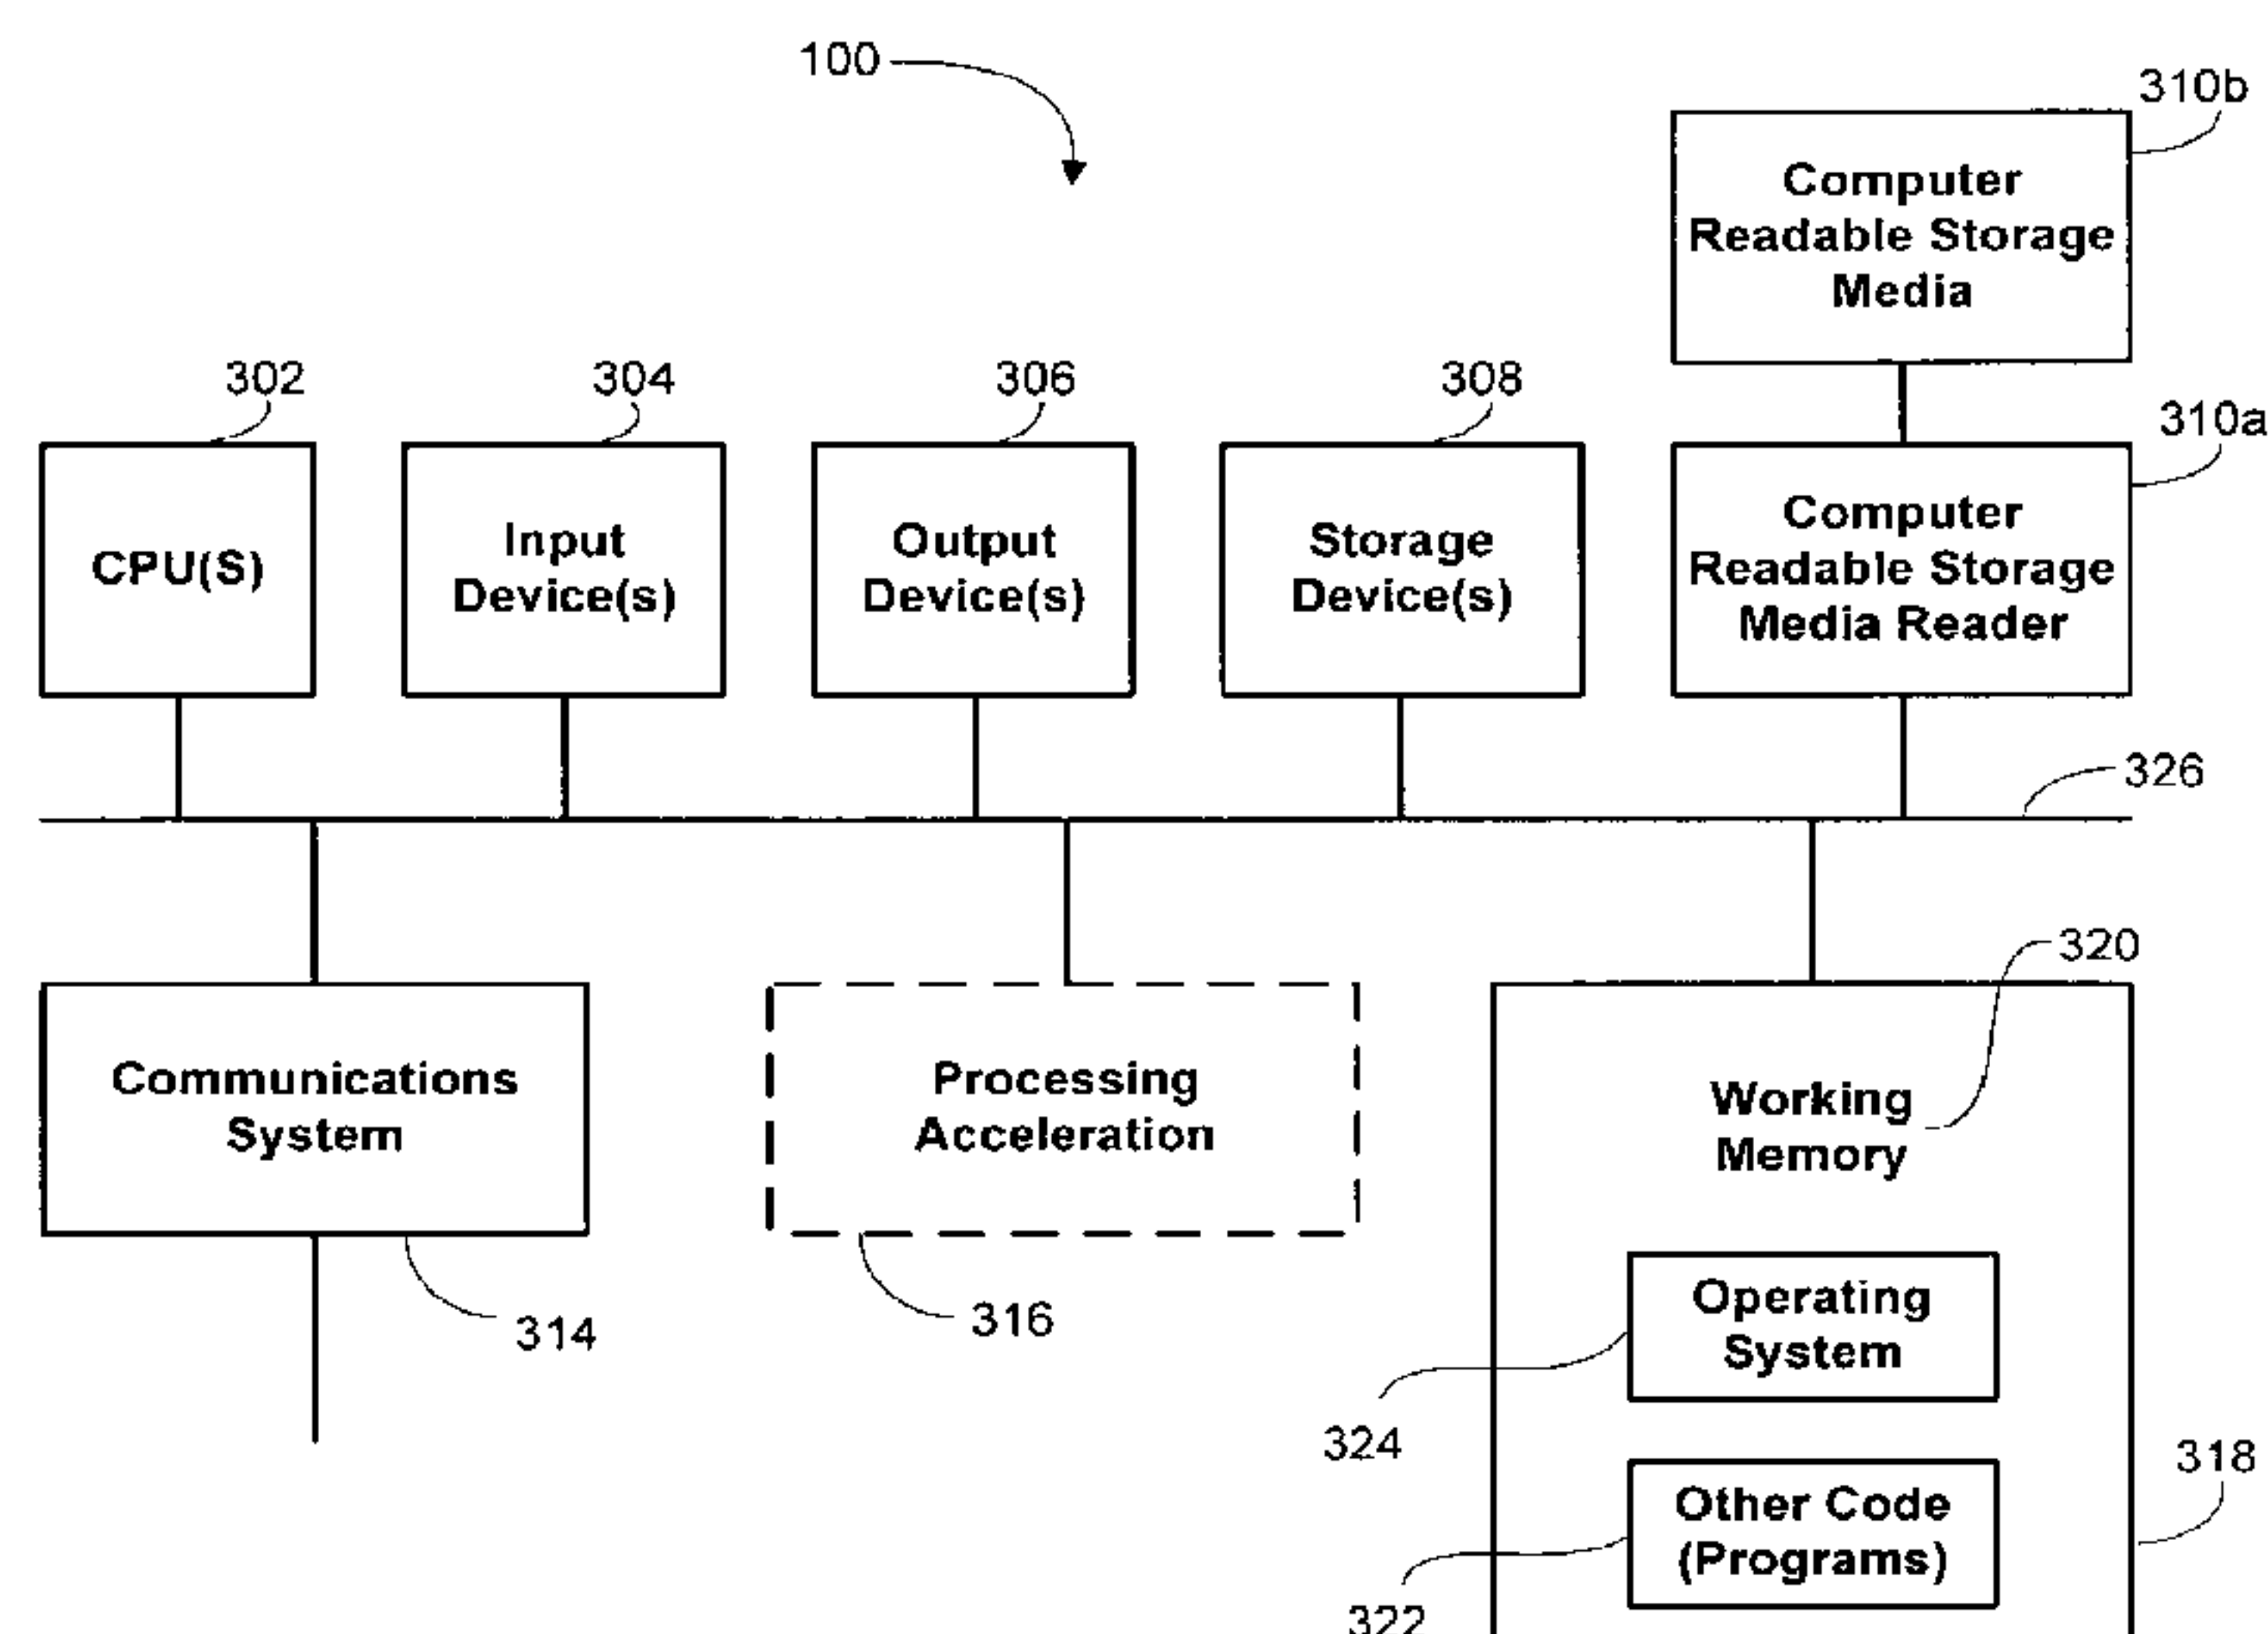 100
310b
Computer
Readable Storage
Media
302
304
306
308
310a
CPU(S)
Input
Device(s)
Output
Device(s)
Storage
Device(s)
Computer
Readable Storage
Media Reader
326
320
Communications
System
Processing
Acceleration
Working
Memory
314
316
Operating
System
324
318
Other Code
(Programs)
322